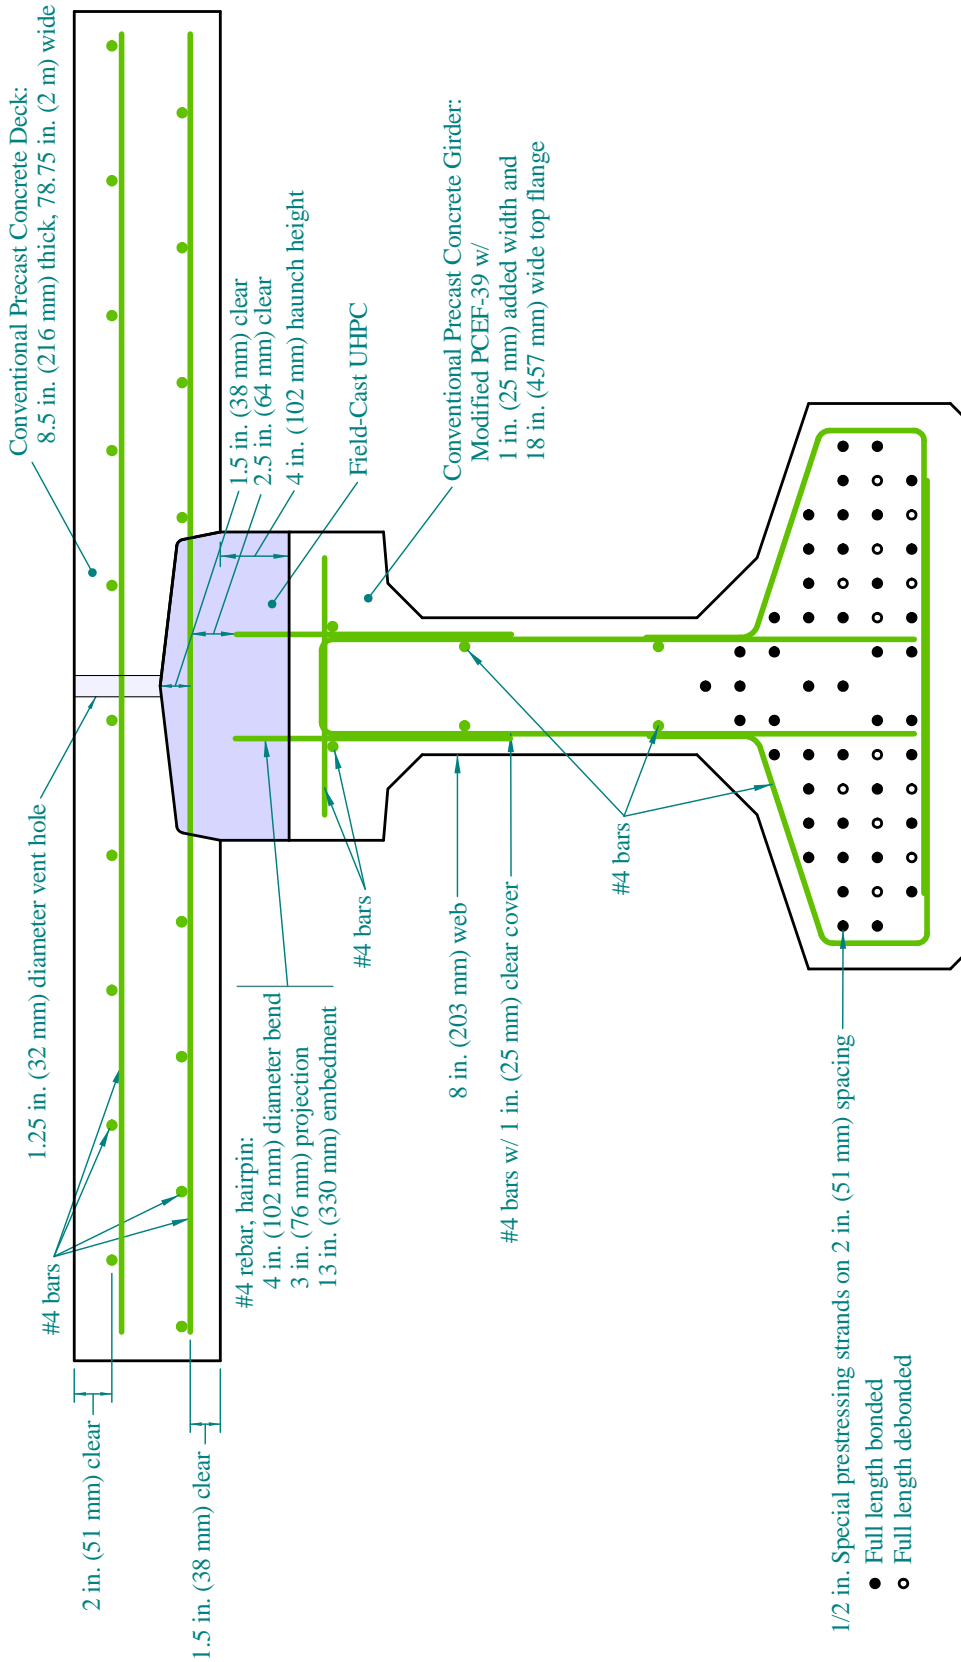 Conventional Precast Concrete Deck:
8.5 in. (216 mm) thick, 78.75 in. (2 m) wide
1.25 in. (32 mm) diameter vent hole
#4 bars
2 in. (51 mm) clear
1.5 in. (38 mm) clear
1.5 in. (38 mm) clear
2.5 in. (64 mm) clear
4 in. (102 mm) haunch height
Field-Cast UHPC
Conventional Precast Concrete Girder:
Modified PCEF-39 w/
1 in. (25 mm) added width and
18 in. (457 mm) wide top flange
#4 rebar, hairpin:
4 in. (102 mm) diameter bend
3 in. (76 mm) projection
13 in. (330 mm) embedment
#4 bars
8 in. (203 mm) web
#4 bars w/ 1 in. (25 mm) clear cover
#4 bars
1/2 in. Special prestressing strands on 2 in. (51 mm) spacing
Full length bonded
Full length debonded